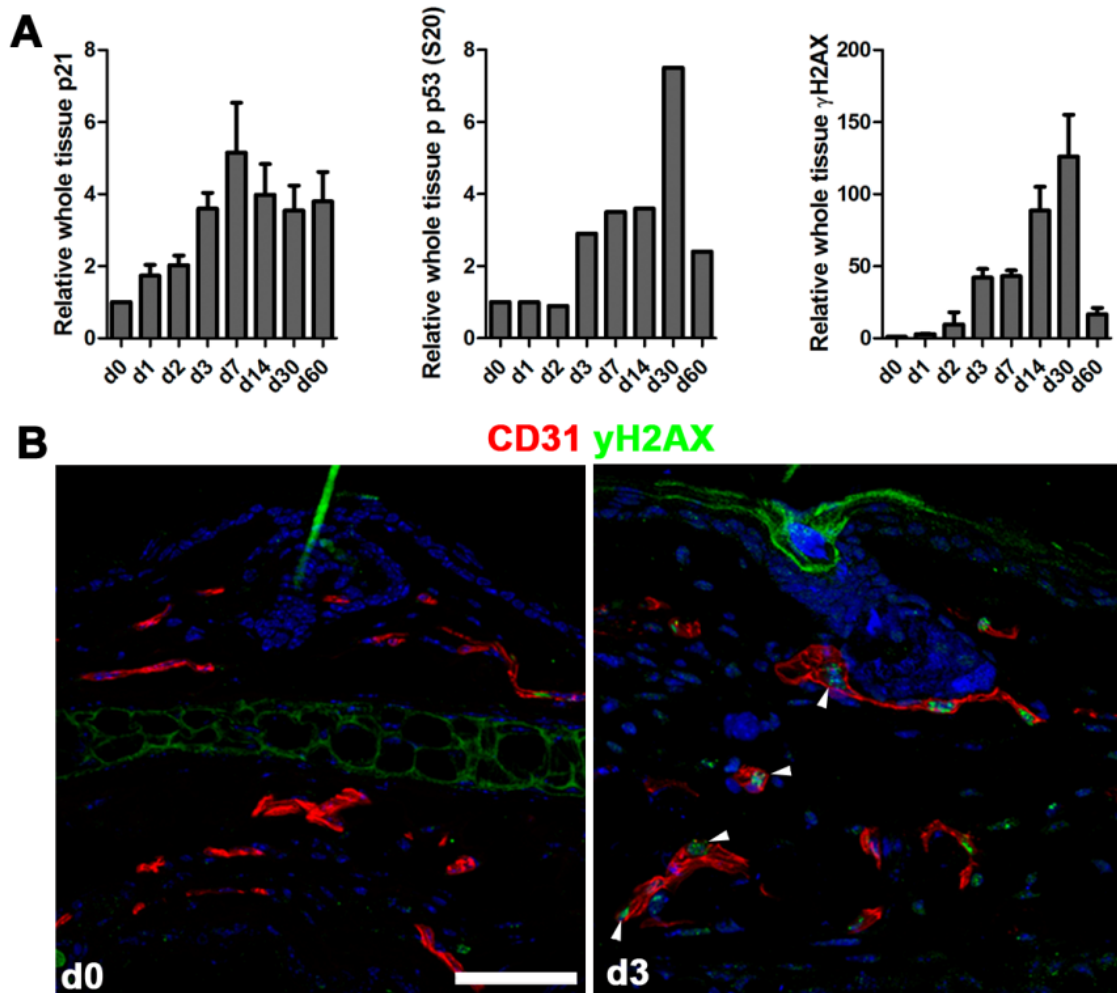 A
Relative whole tissue p21
8
6
4
2
0
d0 d1 d2 d3 d7 d14 d30 d60
Relative whole tissue p p53 (S20)
8
6
4
2
0
d0 d1 d2 d3 d7 d14 d30 d60
Relative whole tissue γH2AX
200
150
100
50
0
d0 d1 d2 d3 d7 d14 d30 d60
B
CD31 yH2AX
d0
d3